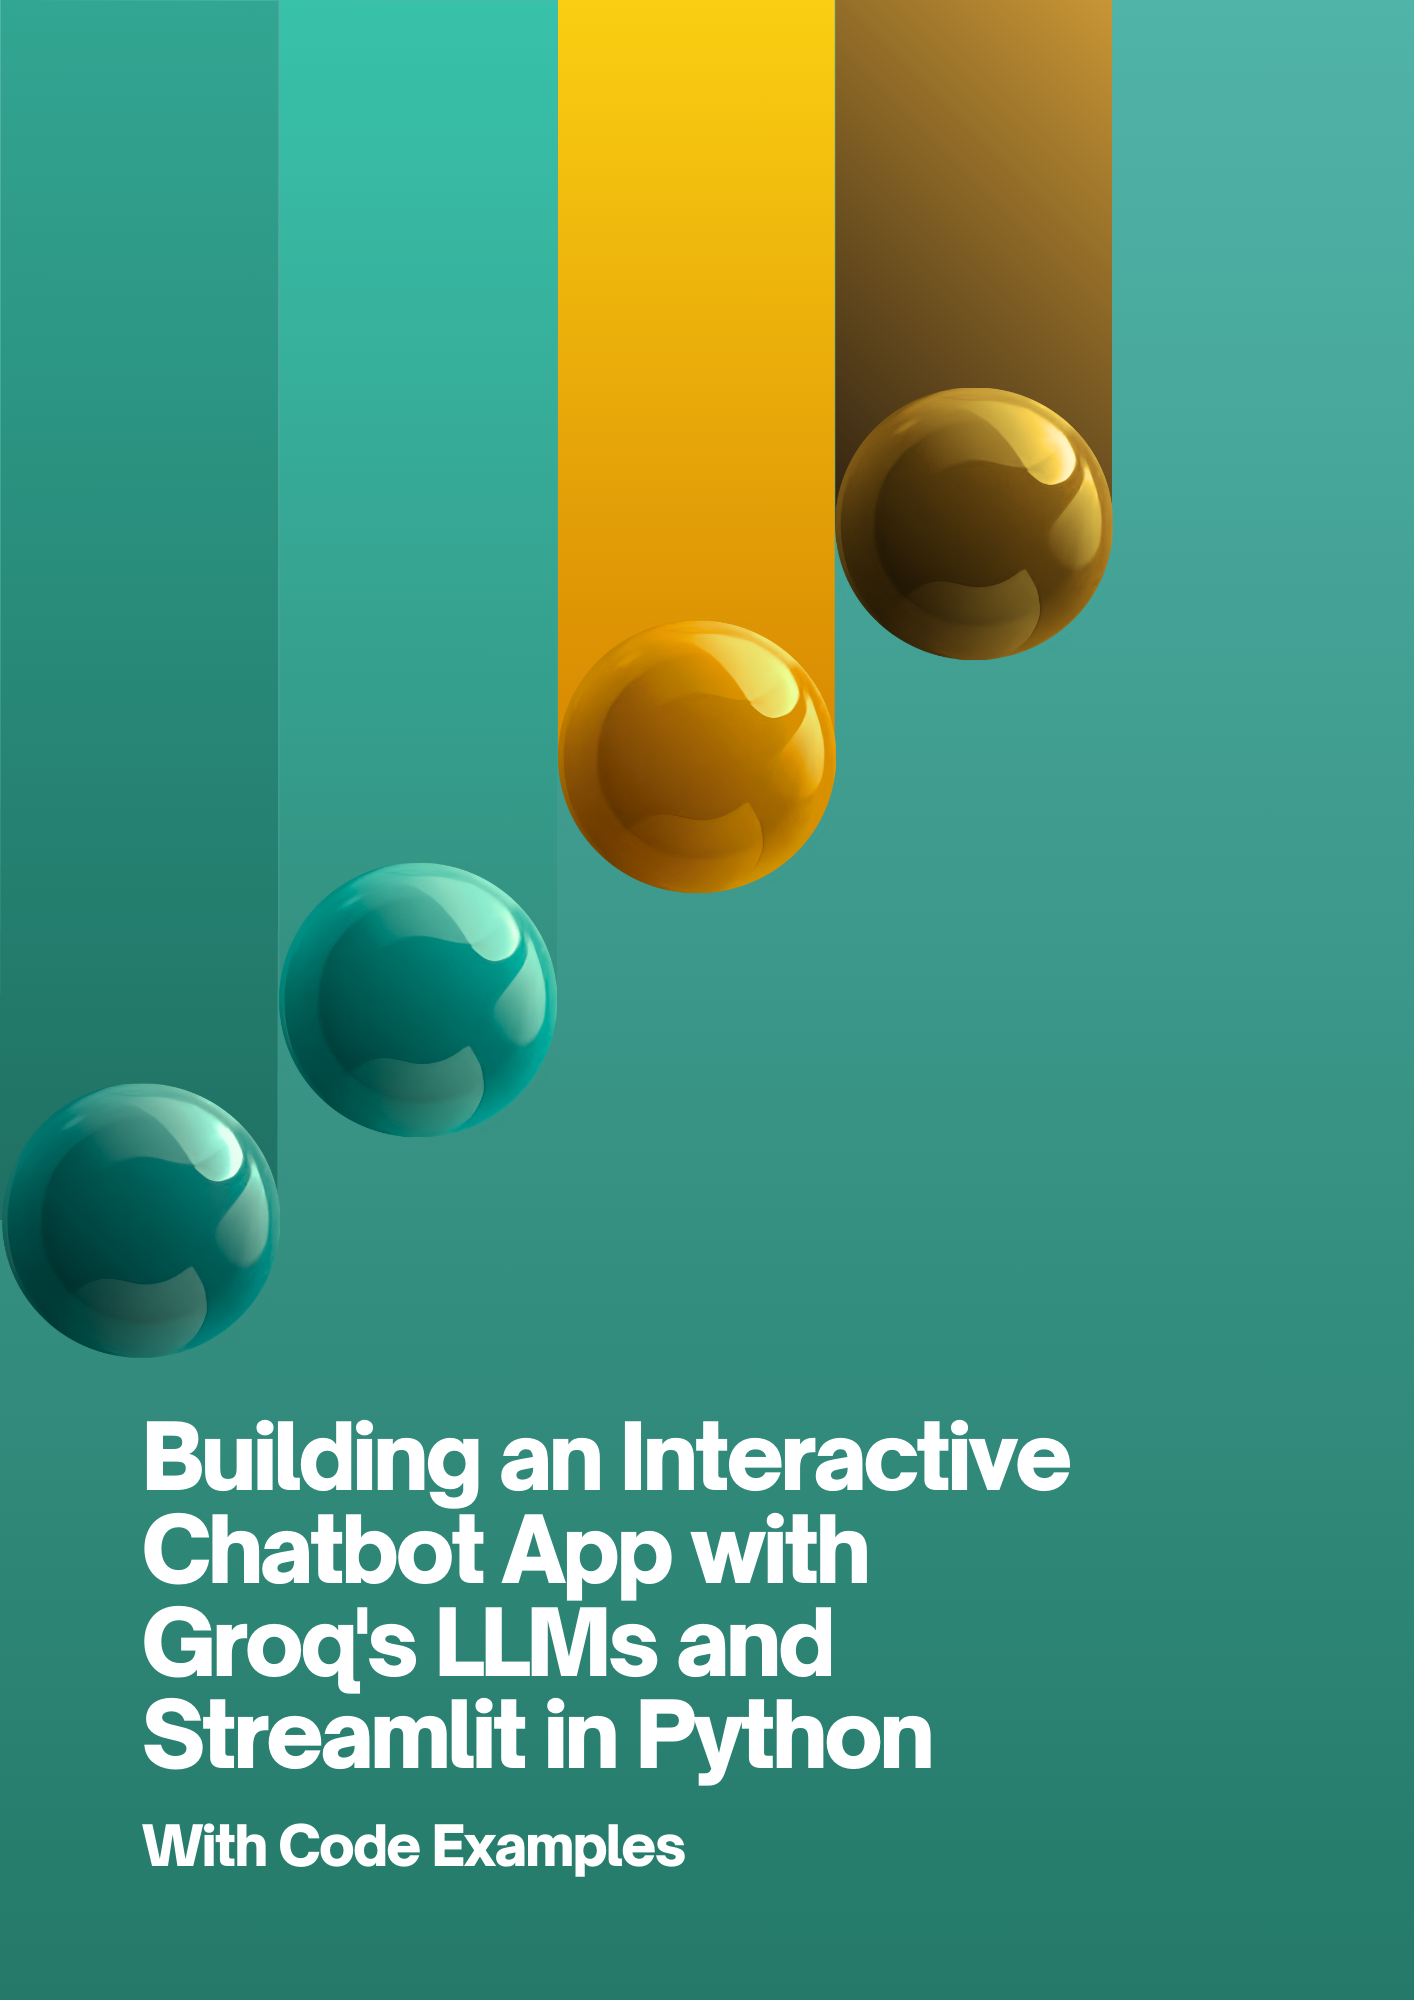 Building an Interactive
Chatbot App with
Groq's LLMs and
Streamlit in Python
With Code Examples